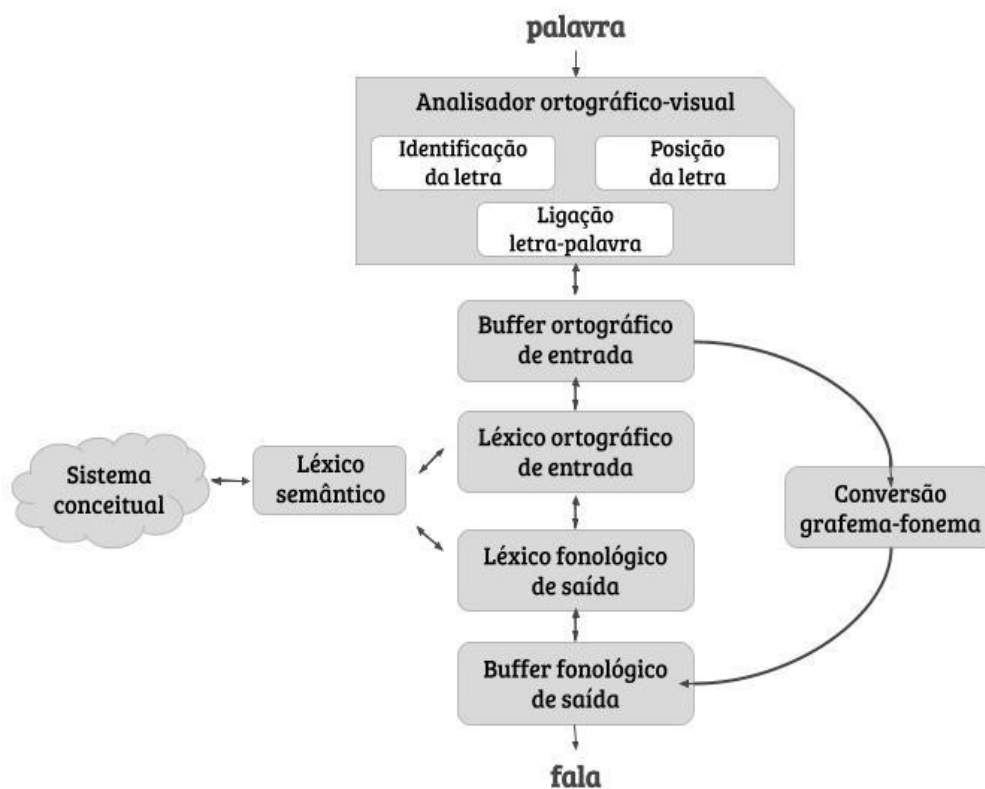 palavra
Analisador ortográfico-visual
Identificação
da letra
Posição
da letra
Ligação
letra-palavra
Buffer ortográfico
de entrada
Léxico ortográfico
de entrada
Sistema
conceitual
Léxico
semântico
Conversão
grafema-fonema
Léxico fonológico
de saída
Buffer fonológico
de saída
fala